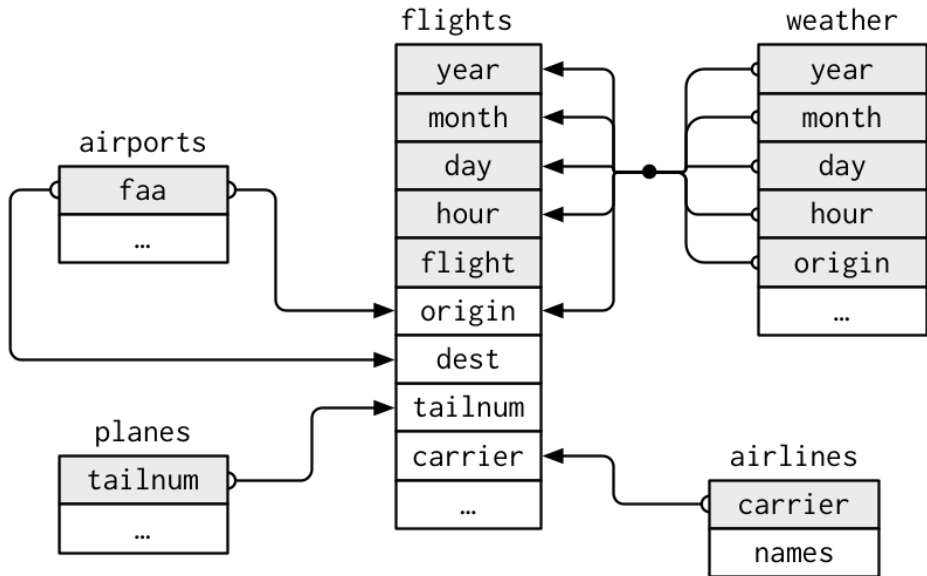 airports
faa
…
planes
tailnum
…
flights
year
month
day
hour
flight
origin
dest
tailnum
carrier
…
weather
year
month
day
hour
origin
…
airlines
carrier
names